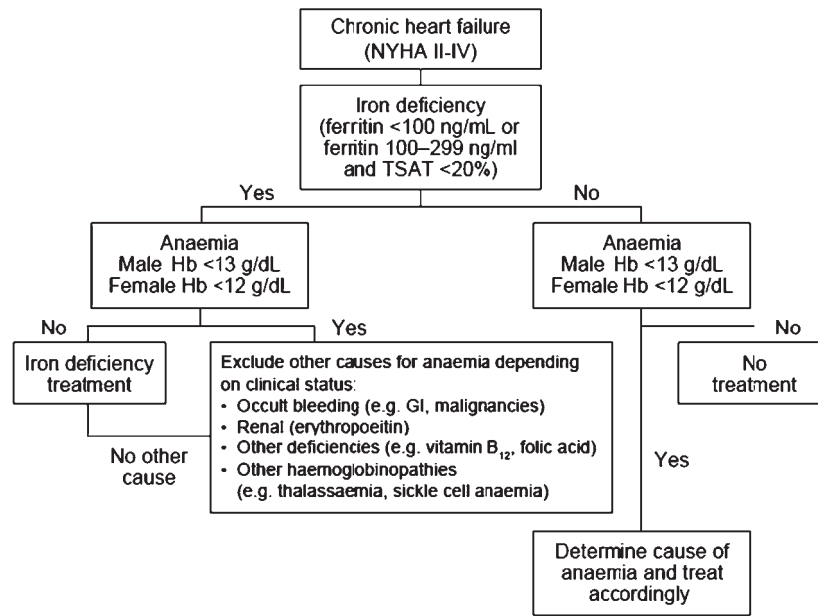 Chronic heart failure
(NYHA II-IV)
Iron deficiency
(ferritin <100 ng/mL or
ferritin 100–299 ng/ml
and TSAT <20%)
Yes
No
Anaemia
Male Hb <13 g/dL
Female Hb <12 g/dL
Anaemia
Male Hb <13 g/dL
Female Hb <12 g/dL
No
Yes
No
Iron deficiency
treatment
Exclude other causes for anaemia depending
on clinical status:
• Occult bleeding (e.g. GI, malignancies)
• Renal (erythropoeitin)
• Other deficiencies (e.g. vitamin B₁₂, folic acid)
• Other haemoglobinopathies
(e.g. thalassaemia, sickle cell anaemia)
No
treatment
No other
cause
Yes
Determine cause of
anaemia and treat
accordingly